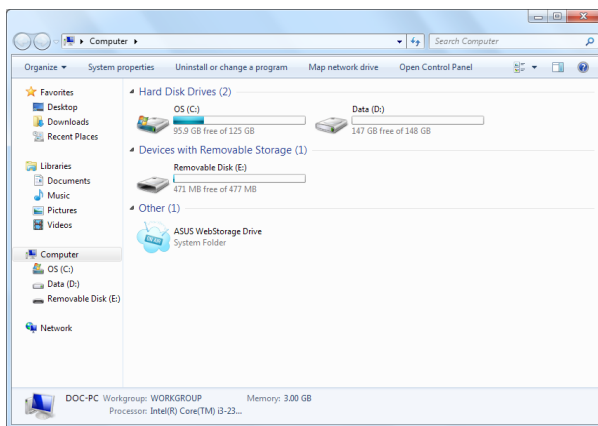 Computer
Search Computer
Organize
System properties
Uninstall or change a program
Map network drive
Open Control Panel
Favorites
Desktop
Downloads
Recent Places
Libraries
Documents
Music
Pictures
Videos
Computer
OS (C:)
Data (D:)
Removable Disk (E:)
Network
Hard Disk Drives (2)
OS (C:)
95.9 GB free of 125 GB
Data (D:)
147 GB free of 148 GB
Devices with Removable Storage (1)
Removable Disk (E:)
471 MB free of 477 MB
Other (1)
ASUS WebStorage Drive
System Folder
DOC-PC Workgroup: WORKGROUP Memory: 3.00 GB
Processor: Intel(R) Core(TM) i3-23...